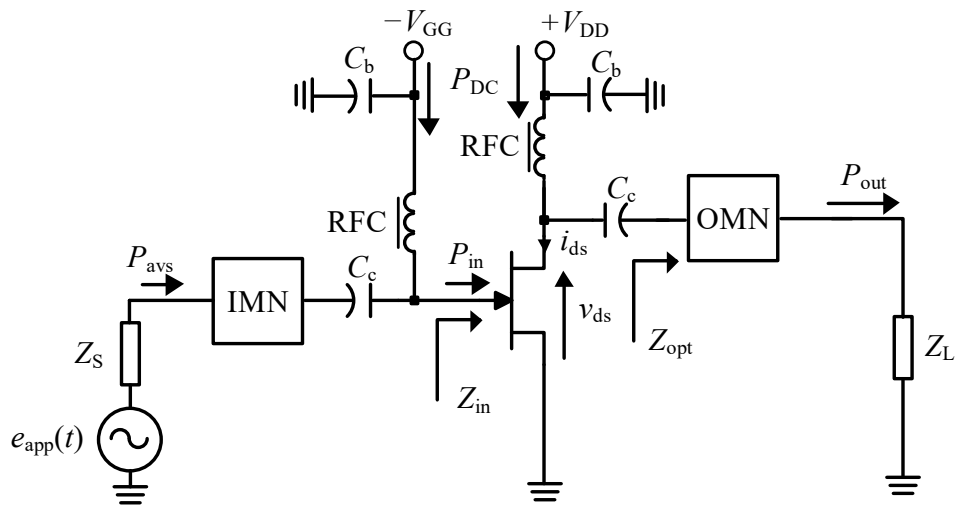 −V_GG
+V_DD
C_b
P_DC
C_b
RFC
RFC
C_c
OMN
P_out
P_avs
IMN
C_c
P_in
i_ds
v_ds
Z_opt
Z_S
Z_in
Z_L
e_app(t)